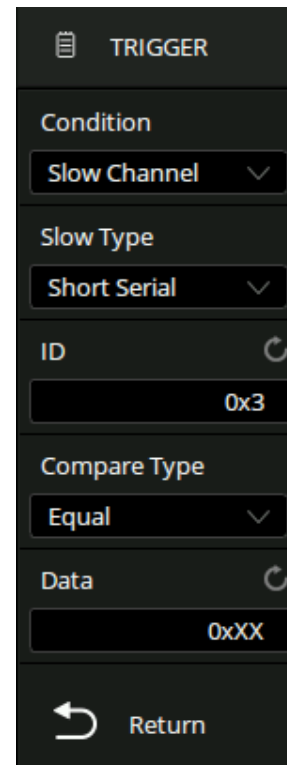 TRIGGER
Condition
Slow Channel
Slow Type
Short Serial
ID
0x3
Compare Type
Equal
Data
0xXX
Return